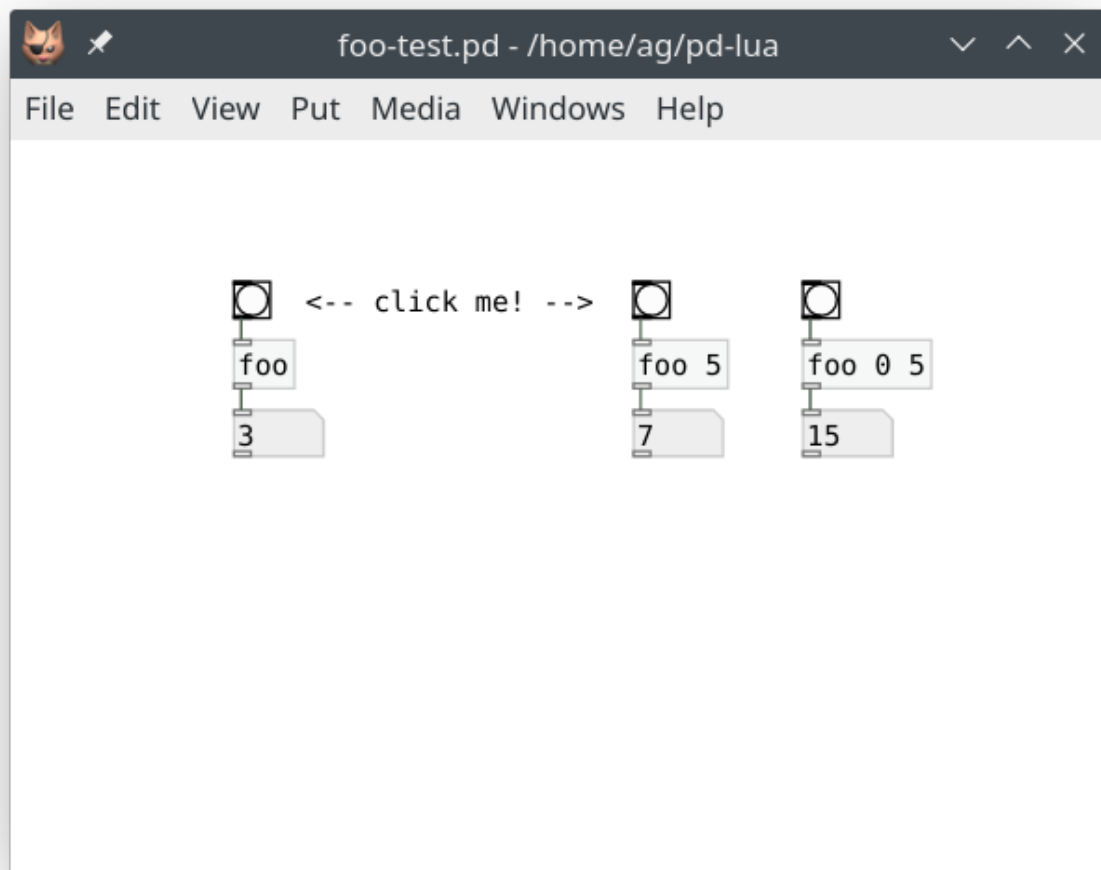 foo-test.pd - /home/ag/pd-lua
File Edit View Put Media Windows Help
<-- click me! -->
foo foo 5 foo 0 5
3 7 15